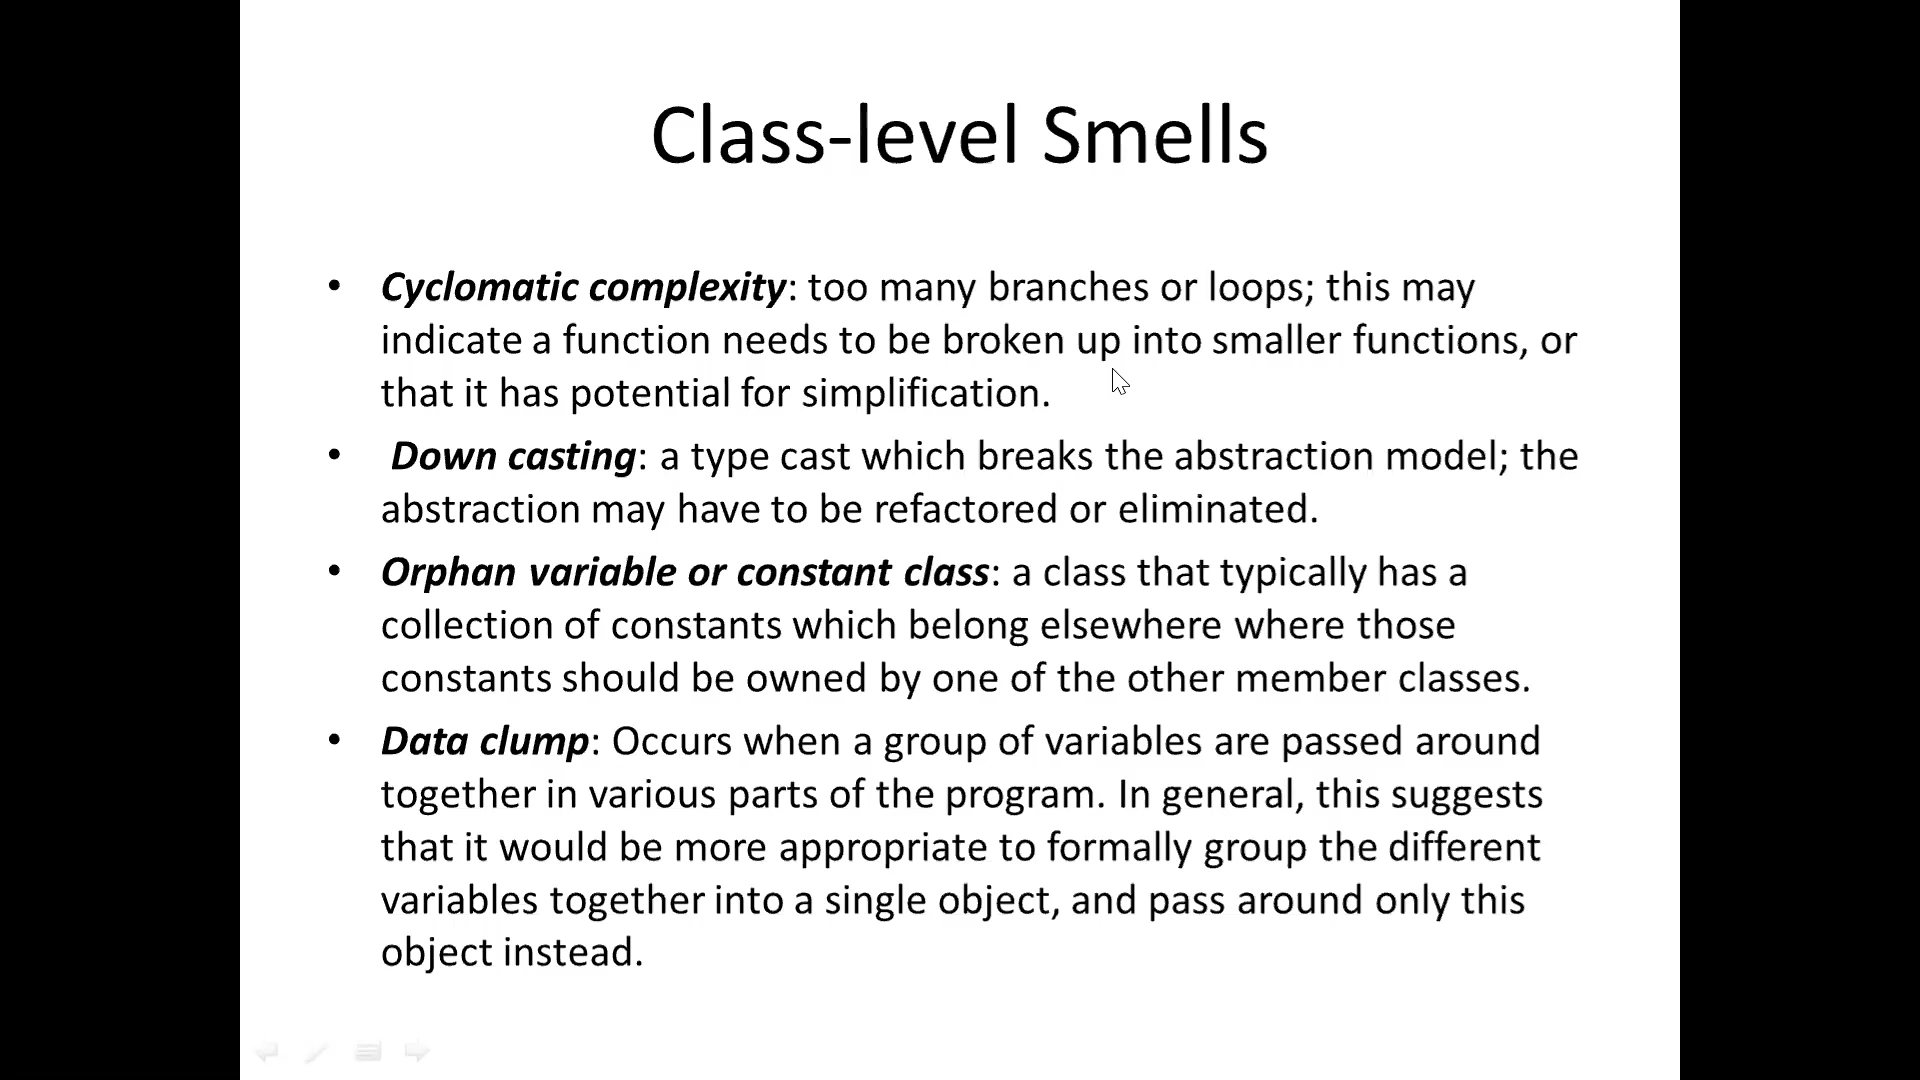 Class-level Smells
• Cyclomatic complexity: too many branches or loops; this may
indicate a function needs to be broken up into smaller functions, or
that it has potential for simplification.
• Down casting: a type cast which breaks the abstraction model; the
abstraction may have to be refactored or eliminated.
• Orphan variable or constant class: a class that typically has a
collection of constants which belong elsewhere where those
constants should be owned by one of the other member classes.
• Data clump: Occurs when a group of variables are passed around
together in various parts of the program. In general, this suggests
that it would be more appropriate to formally group the different
variables together into a single object, and pass around only this
object instead.